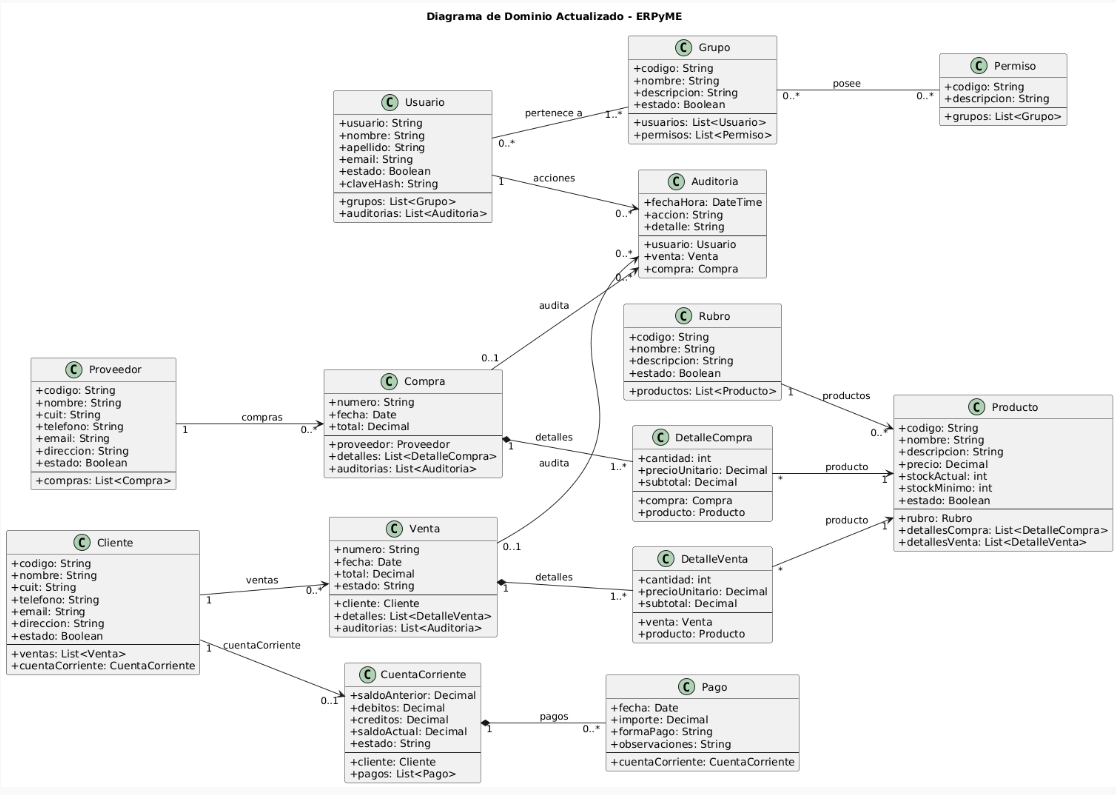 Diagrama de Dominio Actualizado - ERPyME
C Grupo
+codigo: String
+nombre: String
+descripcion: String
+estado: Boolean
+usuarios: List<Usuario>
+permisos: List<Permiso>
posee
0..*
0..*
C Permiso
+codigo: String
+descripcion: String
+grupos: List<Grupo>
C Usuario
+usuario: String
+nombre: String
+apellido: String
+email: String
+estado: Boolean
+claveHash: String
+grupos: List<Grupo>
+auditorias: List<Auditoria>
pertenece a
0..*
1..*
acciones
1
0..*
C Auditoria
+fechaHora: DateTime
+accion: String
+detalle: String
+usuario: Usuario
+venta: Venta
+compra: Compra
0..*
0..*
audita
0..1
C Rubro
+codigo: String
+nombre: String
+descripcion: String
+estado: Boolean
+productos: List<Producto>
productos
1
0..*
C Proveedor
+codigo: String
+nombre: String
+cuit: String
+telefono: String
+email: String
+direccion: String
+estado: Boolean
+compras: List<Compra>
compras
1
0..*
C Compra
+numero: String
+fecha: Date
+total: Decimal
+proveedor: Proveedor
+detalles: List<DetalleCompra>
+auditorias: List<Auditoria>
detalles
1
1..*
audita
0..1
C DetalleCompra
+cantidad: int
+precioUnitario: Decimal
+subtotal: Decimal
+compra: Compra
+producto: Producto
producto
*
1
C Producto
+codigo: String
+nombre: String
+descripcion: String
+precio: Decimal
+stockActual: int
+stockMinimo: int
+estado: Boolean
+rubro: Rubro
+detallesCompra: List<DetalleCompra>
+detallesVenta: List<DetalleVenta>
C Cliente
+codigo: String
+nombre: String
+cuit: String
+telefono: String
+email: String
+direccion: String
+estado: Boolean
+ventas: List<Venta>
+cuentaCorriente: CuentaCorriente
ventas
1
0..*
C Venta
+numero: String
+fecha: Date
+total: Decimal
+estado: String
+cliente: Cliente
+detalles: List<DetalleVenta>
+auditorias: List<Auditoria>
detalles
1
1..*
C DetalleVenta
+cantidad: int
+precioUnitario: Decimal
+subtotal: Decimal
+venta: Venta
+producto: Producto
producto
*
1
cuentaCorriente
1
0..1
C CuentaCorriente
+saldoAnterior: Decimal
+debitos: Decimal
+creditos: Decimal
+saldoActual: Decimal
+estado: String
+cliente: Cliente
+pagos: List<Pago>
pagos
1
0..*
C Pago
+fecha: Date
+importe: Decimal
+formaPago: String
+observaciones: String
+cuentaCorriente: CuentaCorriente